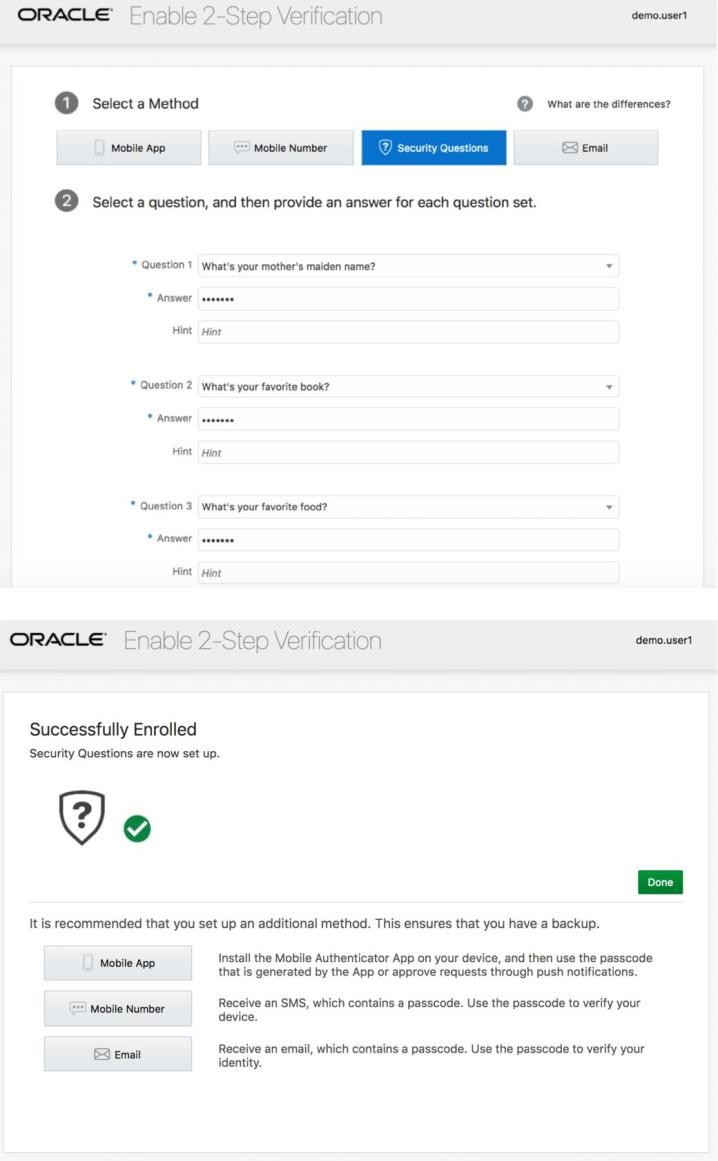 ORACLE Enable 2-Step Verification demo.user1
1 Select a Method ? What are the differences?
Mobile App Mobile Number Security Questions Email
2 Select a question, and then provide an answer for each question set.
* Question 1 What's your mother's maiden name?
* Answer •••••••
Hint Hint
* Question 2 What's your favorite book?
* Answer •••••••
Hint Hint
* Question 3 What's your favorite food?
* Answer •••••••
Hint Hint
ORACLE Enable 2-Step Verification demo.user1
Successfully Enrolled
Security Questions are now set up.
?
Done
It is recommended that you set up an additional method. This ensures that you have a backup.
Mobile App Install the Mobile Authenticator App on your device, and then use the passcode
that is generated by the App or approve requests through push notifications.
Mobile Number Receive an SMS, which contains a passcode. Use the passcode to verify your
device.
Email Receive an email, which contains a passcode. Use the passcode to verify your
identity.